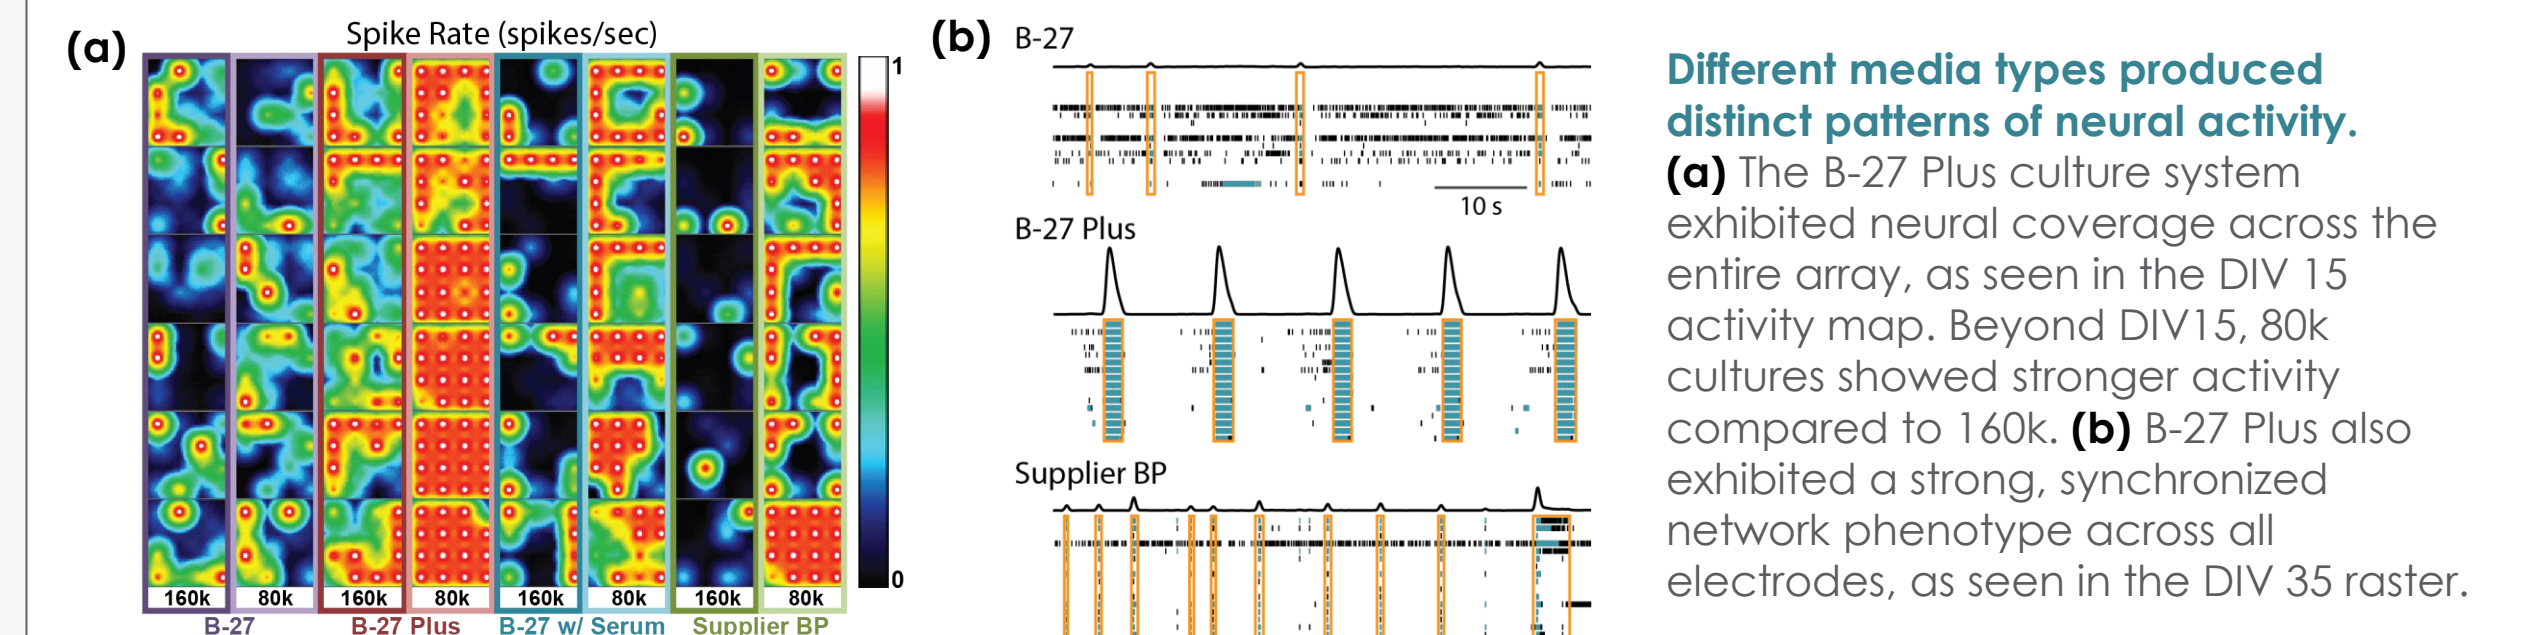 (a)
Spike Rate (spikes/sec)
1
0
160k 80k 160k 80k 160k 80k 160k 80k
B-27 B-27 Plus B-27 w/ Serum Supplier BP
(b)
B-27
10 s
B-27 Plus
Supplier BP
Different media types produced
distinct patterns of neural activity.
(a) The B-27 Plus culture system
exhibited neural coverage across the
entire array, as seen in the DIV 15
activity map. Beyond DIV15, 80k
cultures showed stronger activity
compared to 160k. (b) B-27 Plus also
exhibited a strong, synchronized
network phenotype across all
electrodes, as seen in the DIV 35 raster.